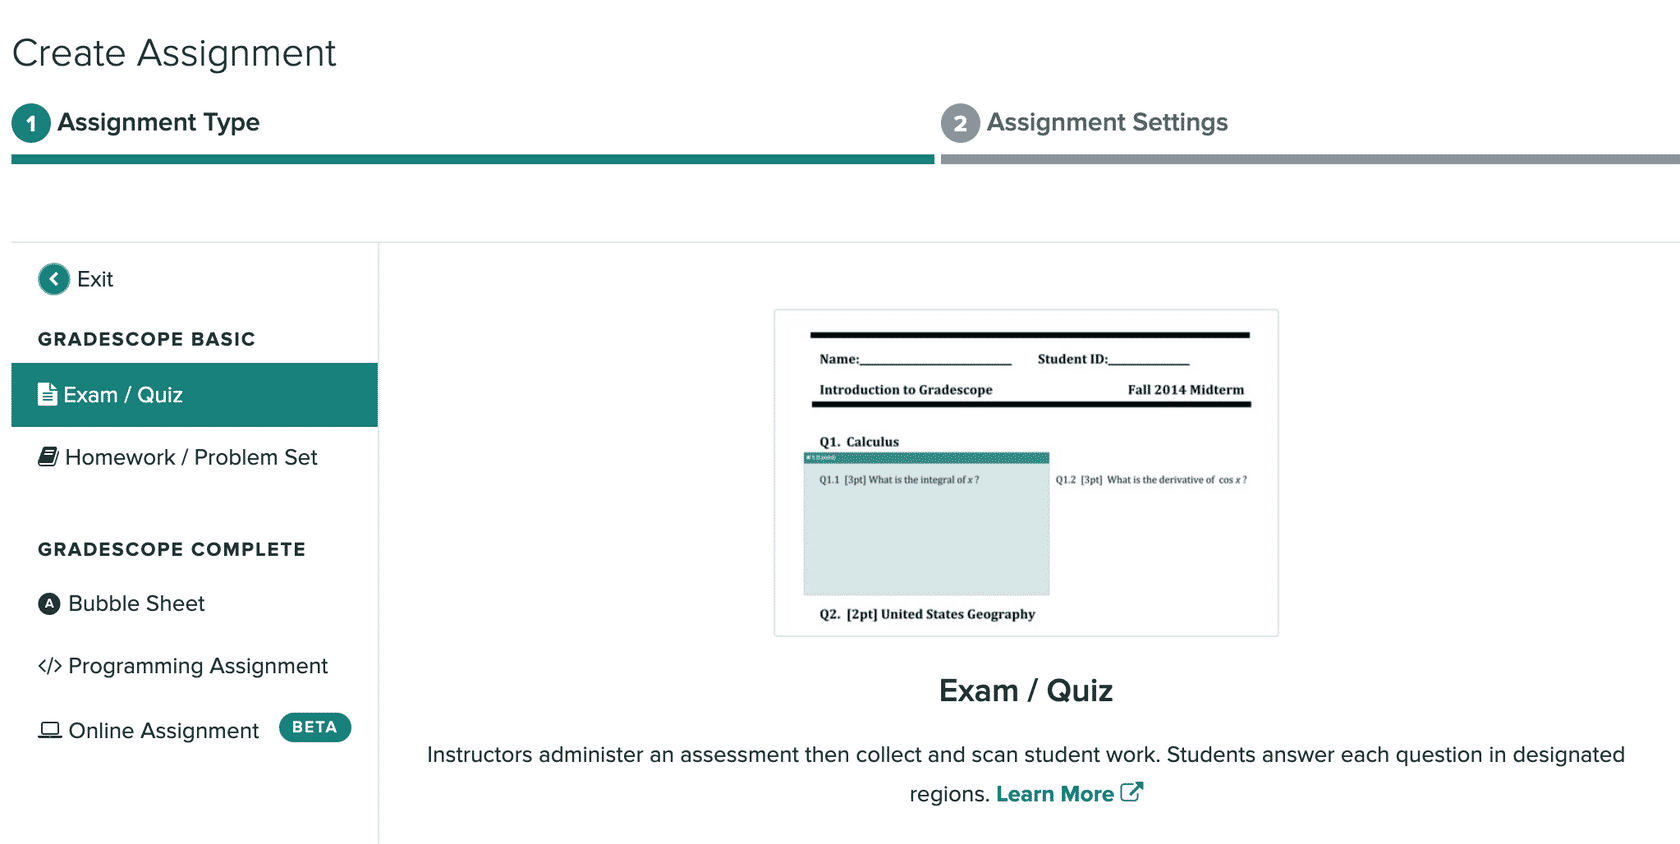 Create Assignment
1 Assignment Type
2 Assignment Settings
Exit
GRADESCOPE BASIC
Exam / Quiz
Homework / Problem Set
GRADESCOPE COMPLETE
A Bubble Sheet
</> Programming Assignment
Online Assignment BETA
Name:____________ Student ID:____________
Introduction to Gradescope Fall 2014 Midterm
Q1. Calculus
Q1.1 [3pt] What is the integral of x ? Q1.2 [3pt] What is the derivative of cos x ?
Q2. [2pt] United States Geography
Exam / Quiz
Instructors administer an assessment then collect and scan student work. Students answer each question in designated
regions. Learn More